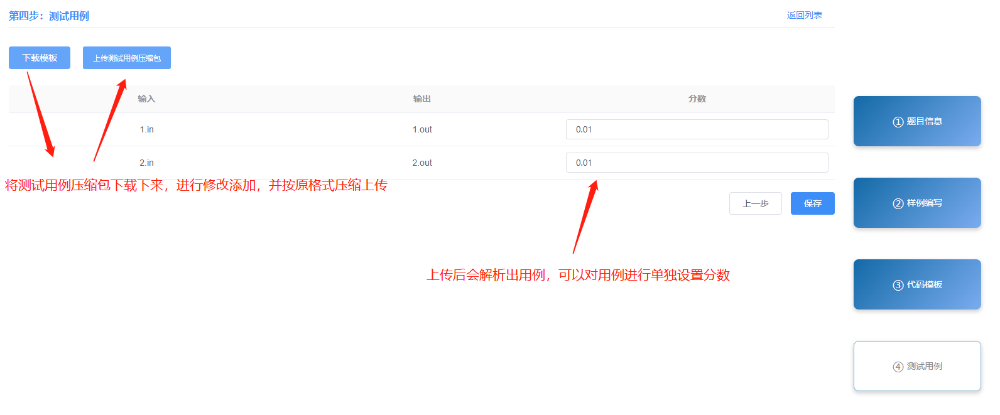 第四步：测试用例
返回列表
下载模板
上传测试用例压缩包
输入 输出 分数
1.in 1.out 0.01
2.in 2.out 0.01
将测试用例压缩包下载下来，进行修改添加，并按原格式压缩上传
上一步
保存
上传后会解析出用例，可以对用例进行单独设置分数
① 题目信息
② 样例编写
③ 代码模板
④ 测试用例